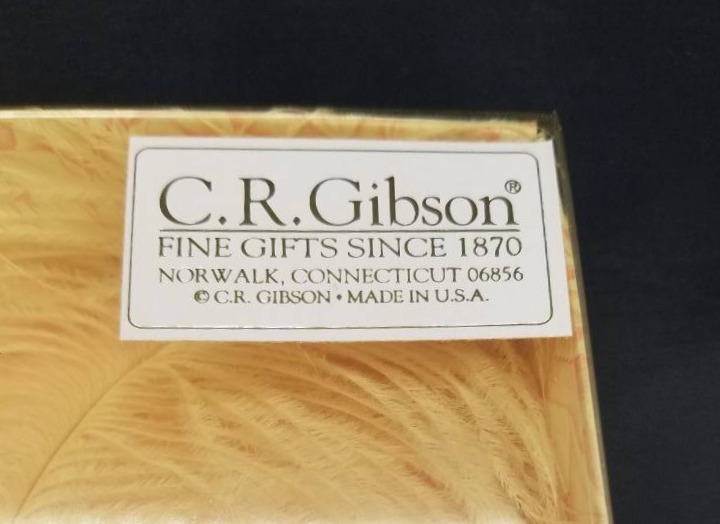 C.R.Gibson®
FINE GIFTS SINCE 1870
NORWALK, CONNECTICUT 06856
© C.R. GIBSON • MADE IN U.S.A.